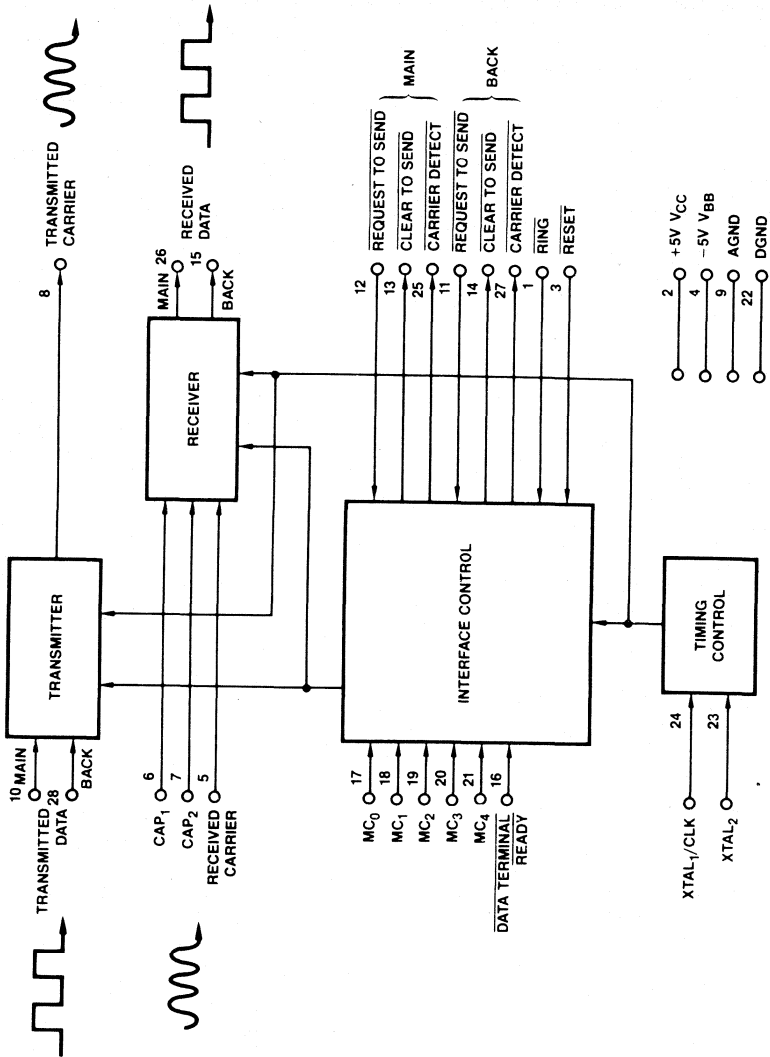 10 MAIN
TRANSMITTED
DATA
28
BACK
TRANSMITTER
8
TRANSMITTED
CARRIER
6
CAP1
7
CAP2
5
RECEIVED
CARRIER
RECEIVER
MAIN 26
RECEIVED
DATA
15
BACK
17
MC0
18
MC1
19
MC2
20
MC3
21
MC4
16
DATA TERMINAL
READY
INTERFACE CONTROL
12
REQUEST TO SEND
13
CLEAR TO SEND
MAIN
25
CARRIER DETECT
11
REQUEST TO SEND
14
CLEAR TO SEND
BACK
27
CARRIER DETECT
1
RING
3
RESET
24
XTAL1/CLK
23
XTAL2
TIMING
CONTROL
2
+5V VCC
4
−5V VBB
9
AGND
22
DGND